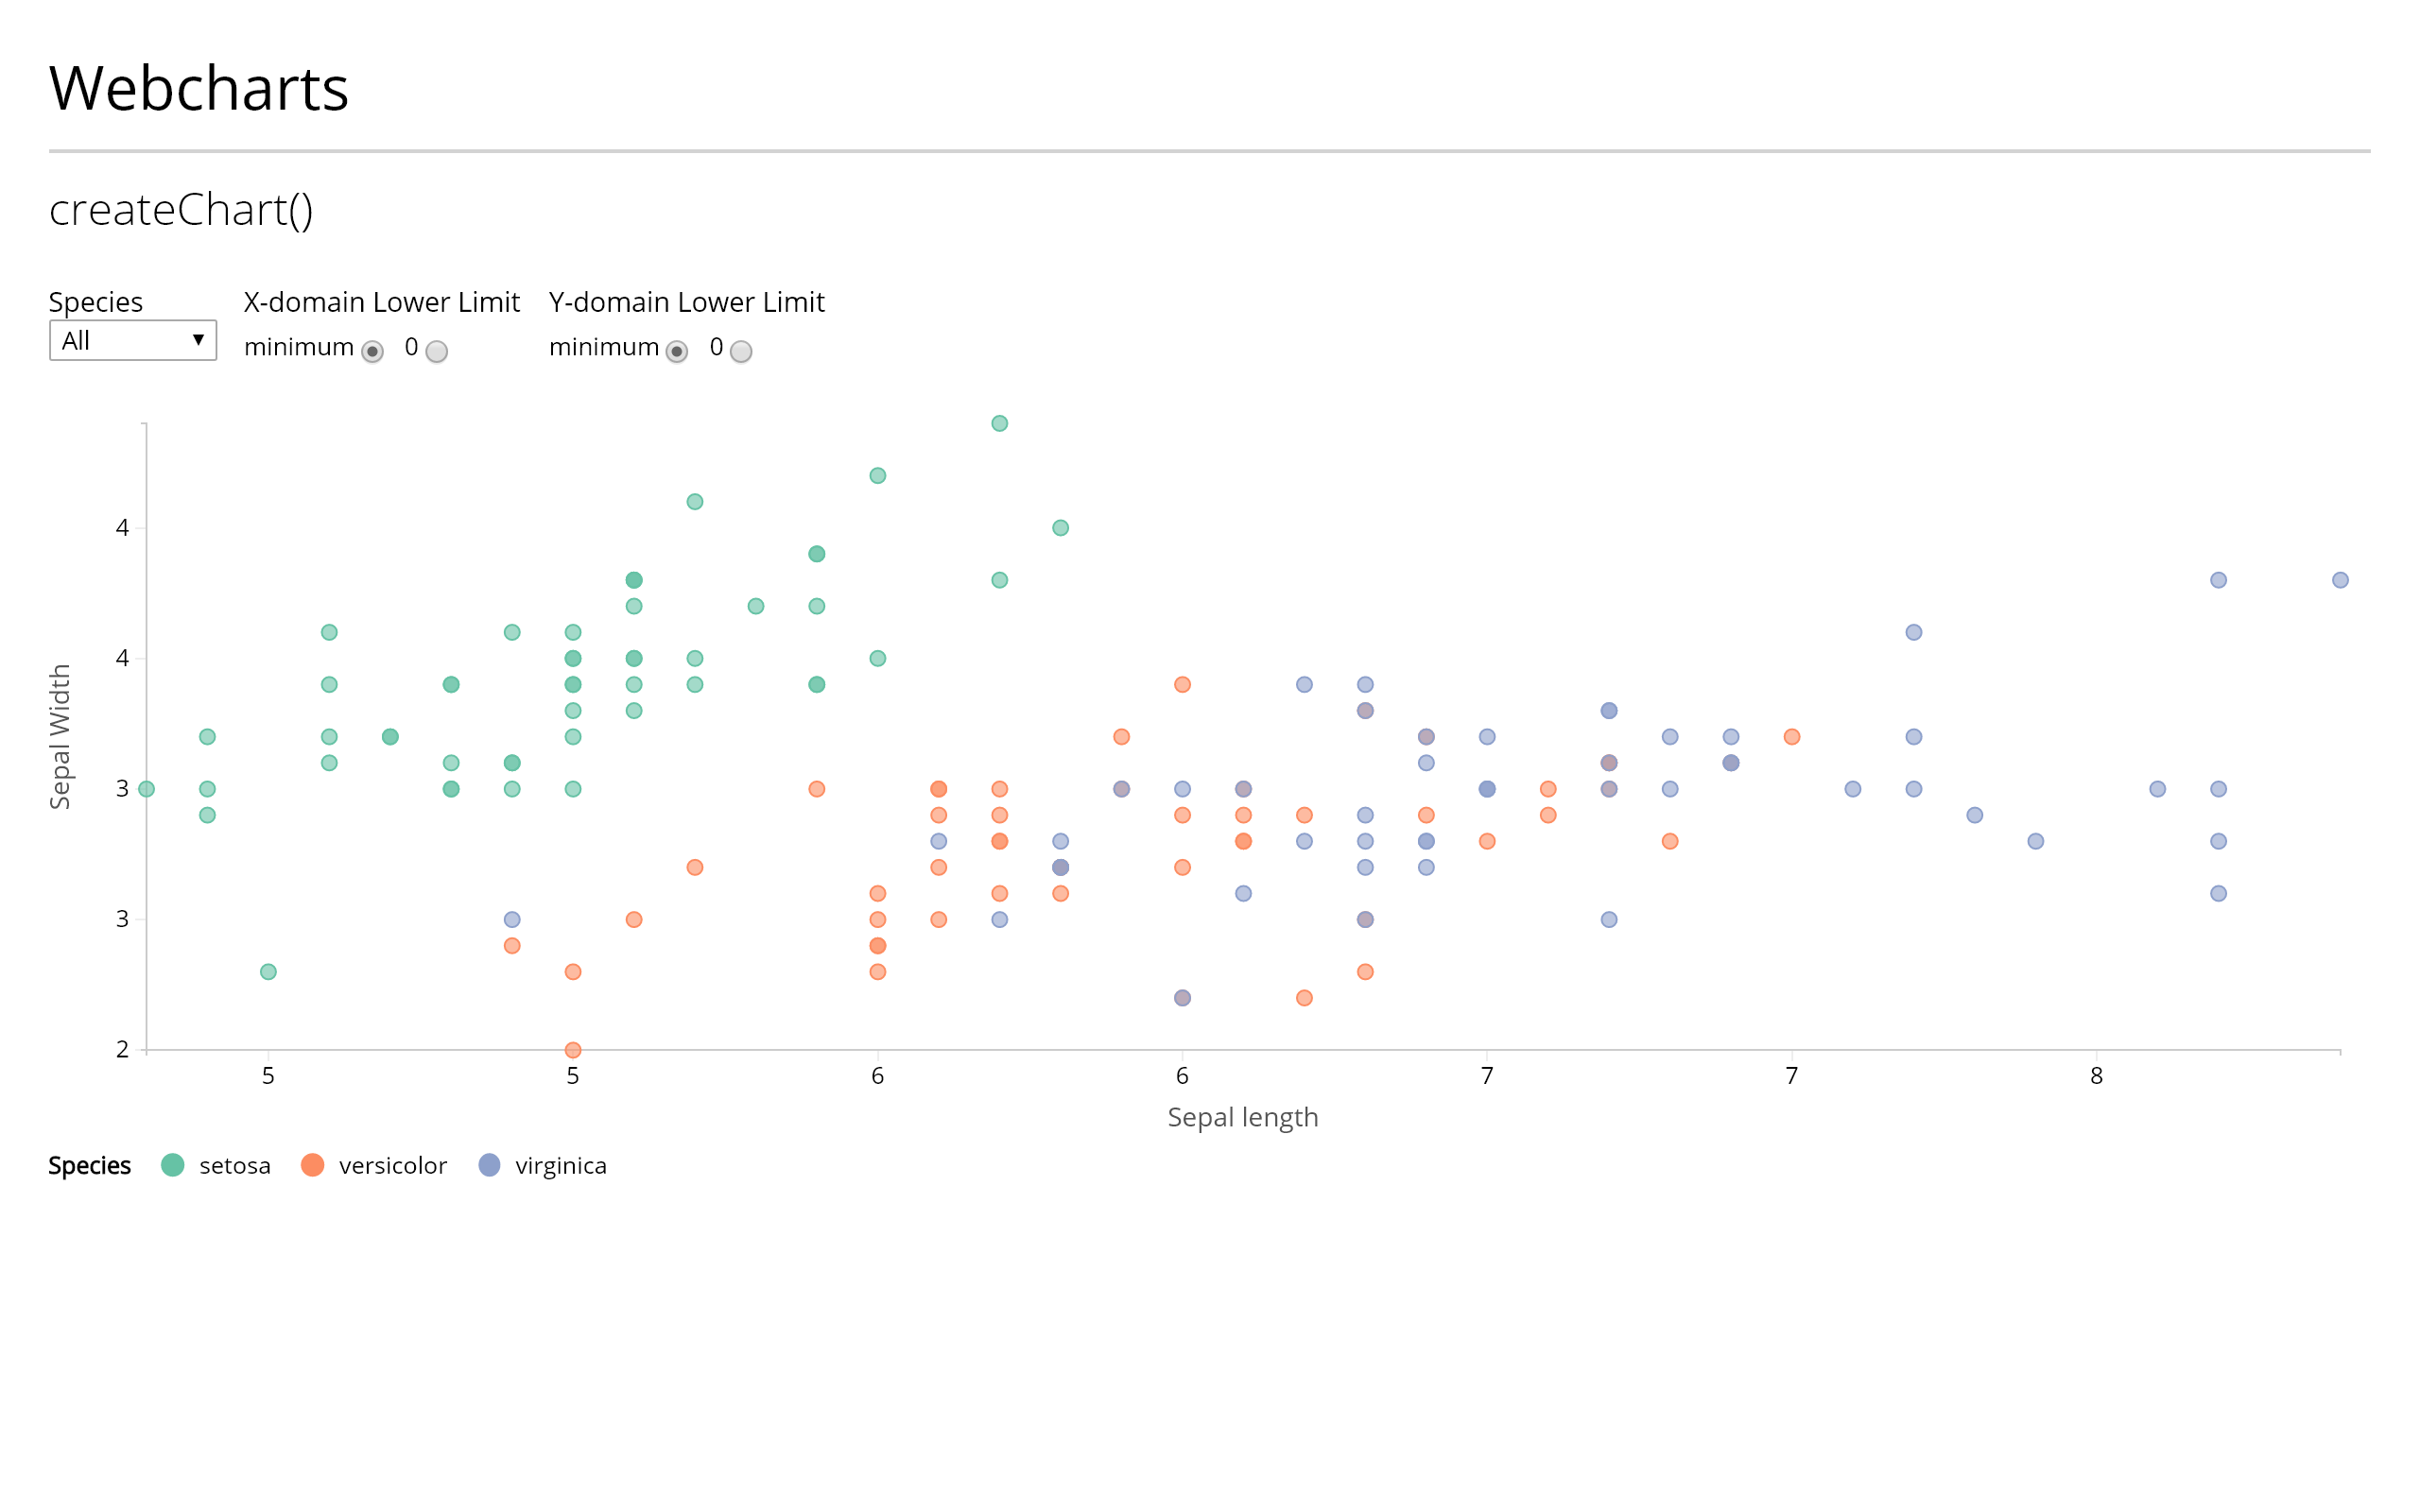 Webcharts
createChart()
Species X-domain Lower Limit Y-domain Lower Limit
All ▼ minimum 0 minimum 0
4
4
3
3
2
Sepal Width
5 5 6 6 7 7 8
Sepal length
Species setosa versicolor virginica